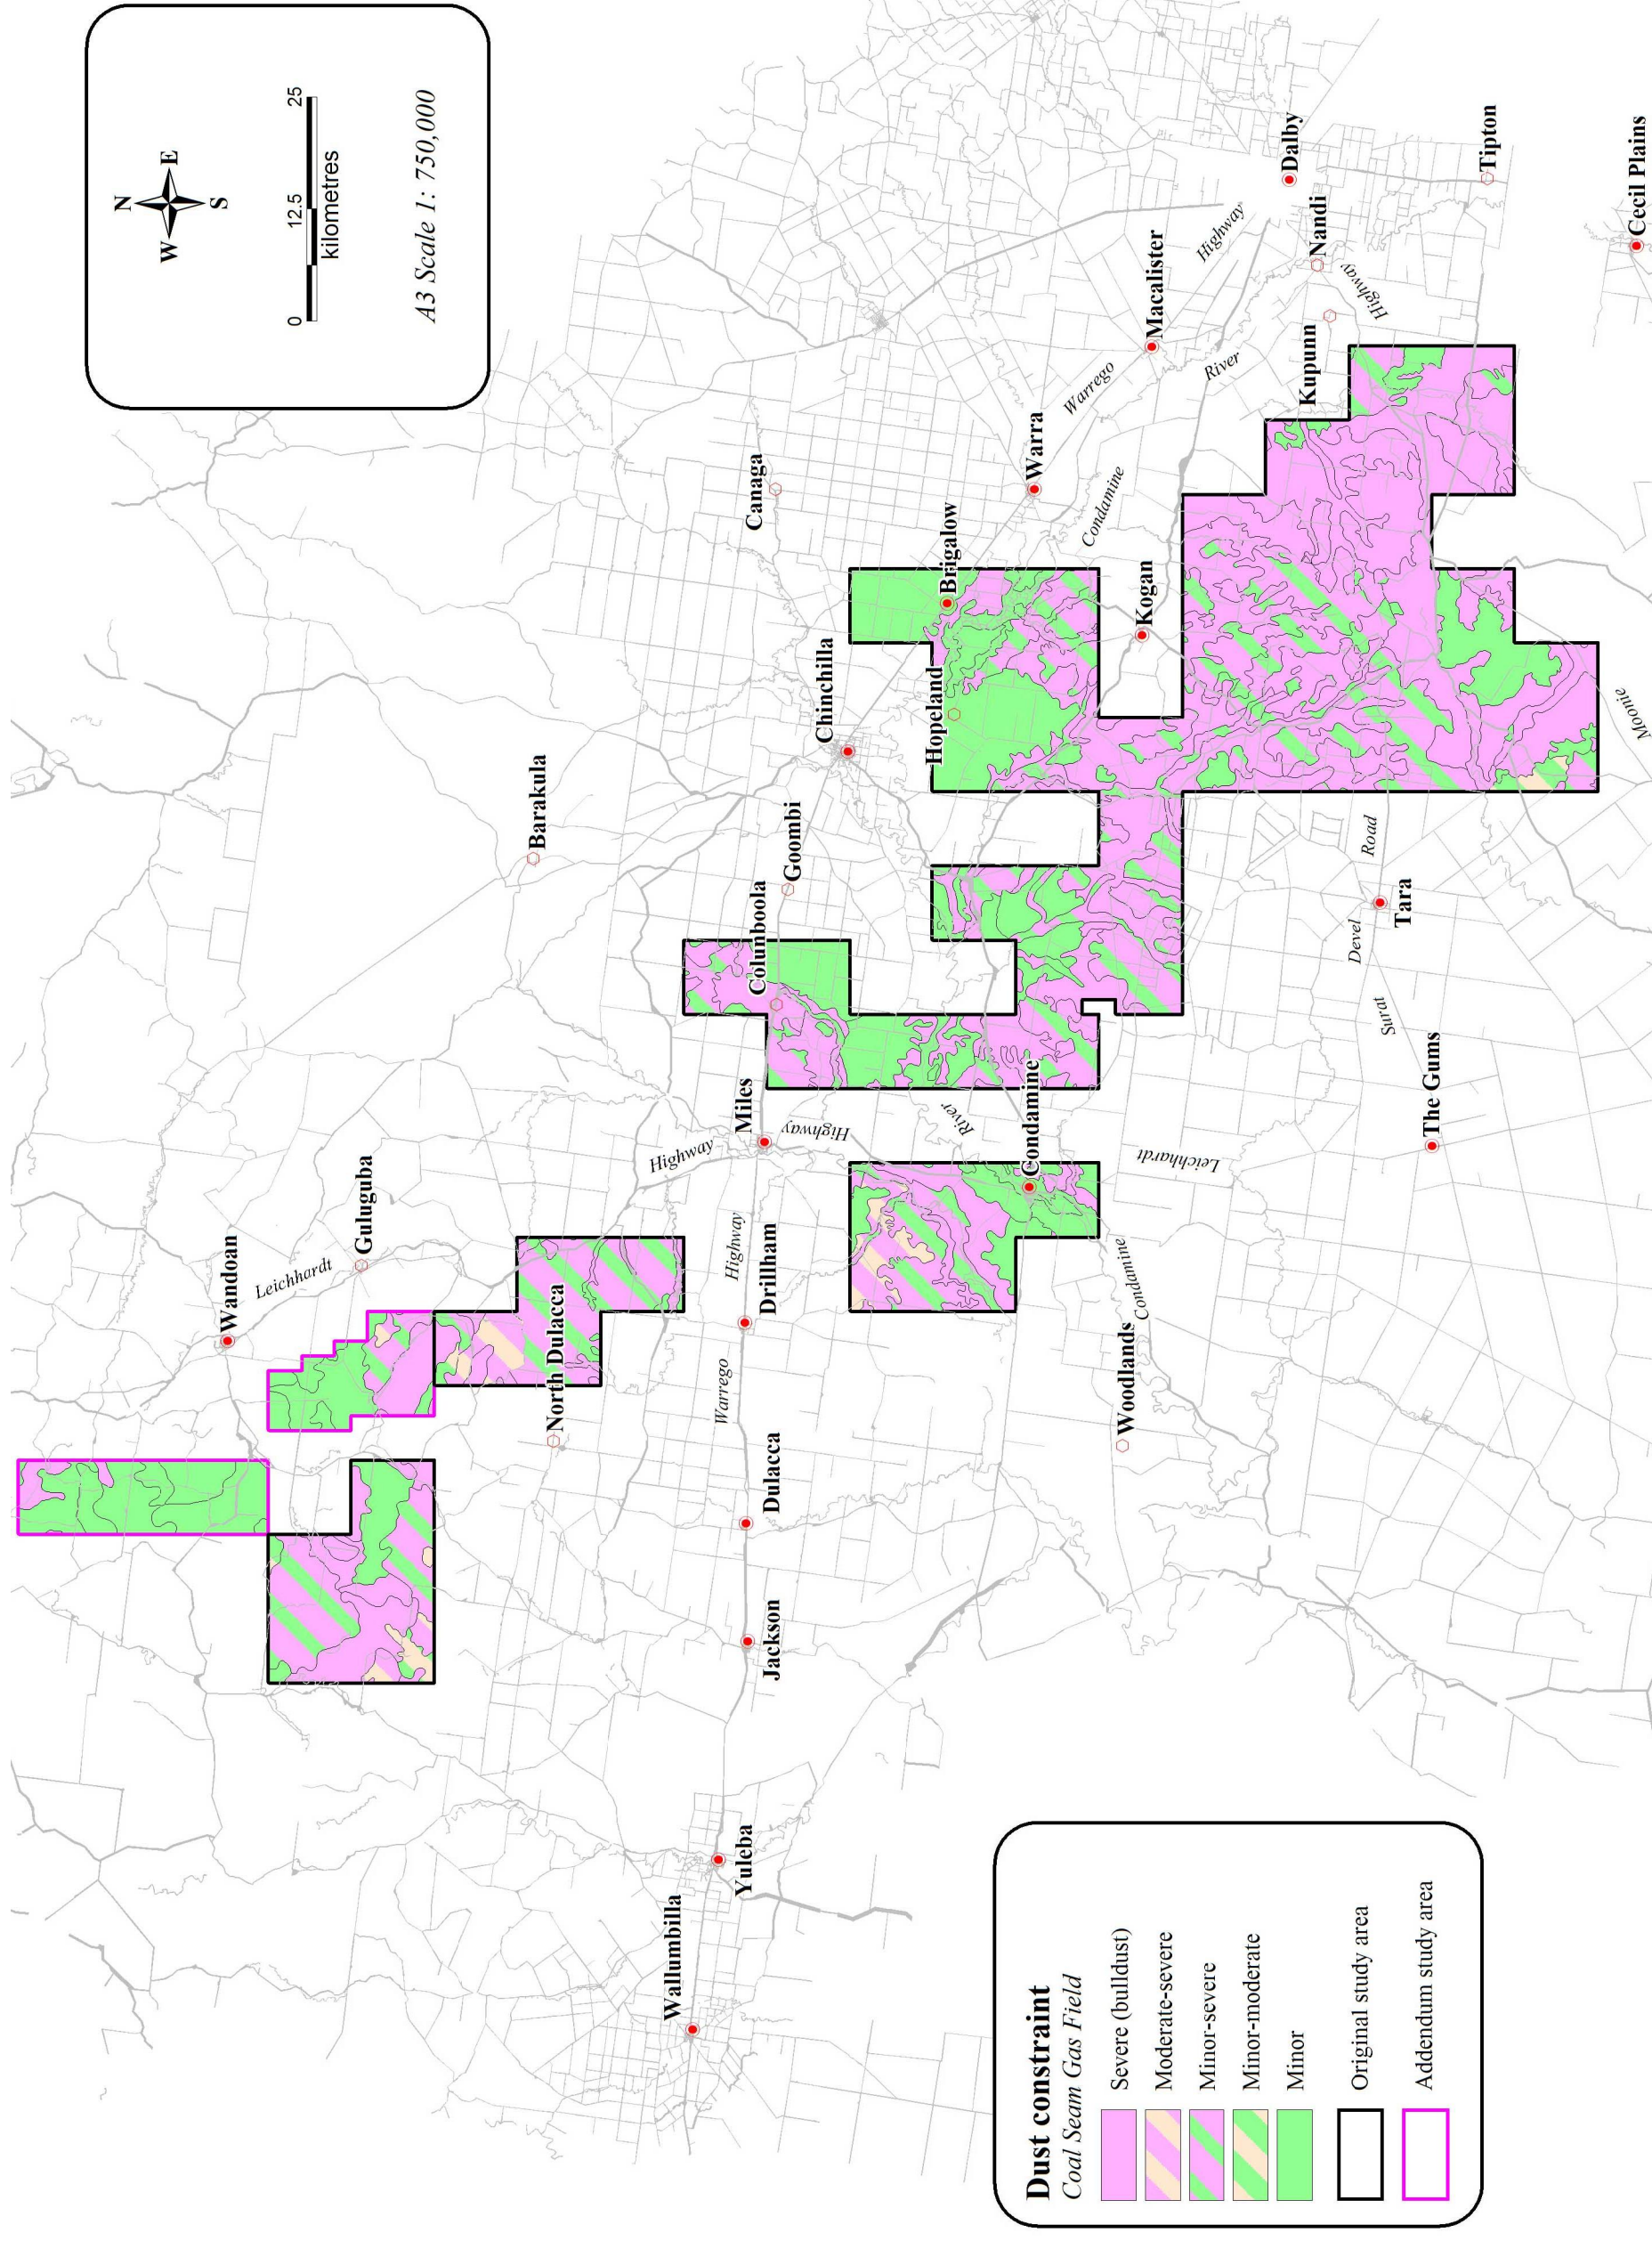 N
W E
S
0 12.5 25
kilometres
A3 Scale 1: 750,000
Wandoan
Leichhardt
Guluguba
Highway
Barakula
North Dulacca
Miles
Highway
Columboola
Goombi
Canaga
Chinchilla
Wallumbilla
Yuleba
Jackson
Dulacca
Warrego
Highway
Drillham
Hopeland
Brigalow
River
Condamine
Warra
Warrego
Macalister
Highway
Condamine
Kogan
River
Dalby
Nandi
Highway
Kupunn
Tipton
Cecil Plains
Leichhardt
Woodlands
Condamine
Devel
Road
Surat
Tara
The Gums
Moonie
Dust constraint
Coal Seam Gas Field
Severe (bulldust)
Moderate-severe
Minor-severe
Minor-moderate
Minor
Original study area
Addendum study area